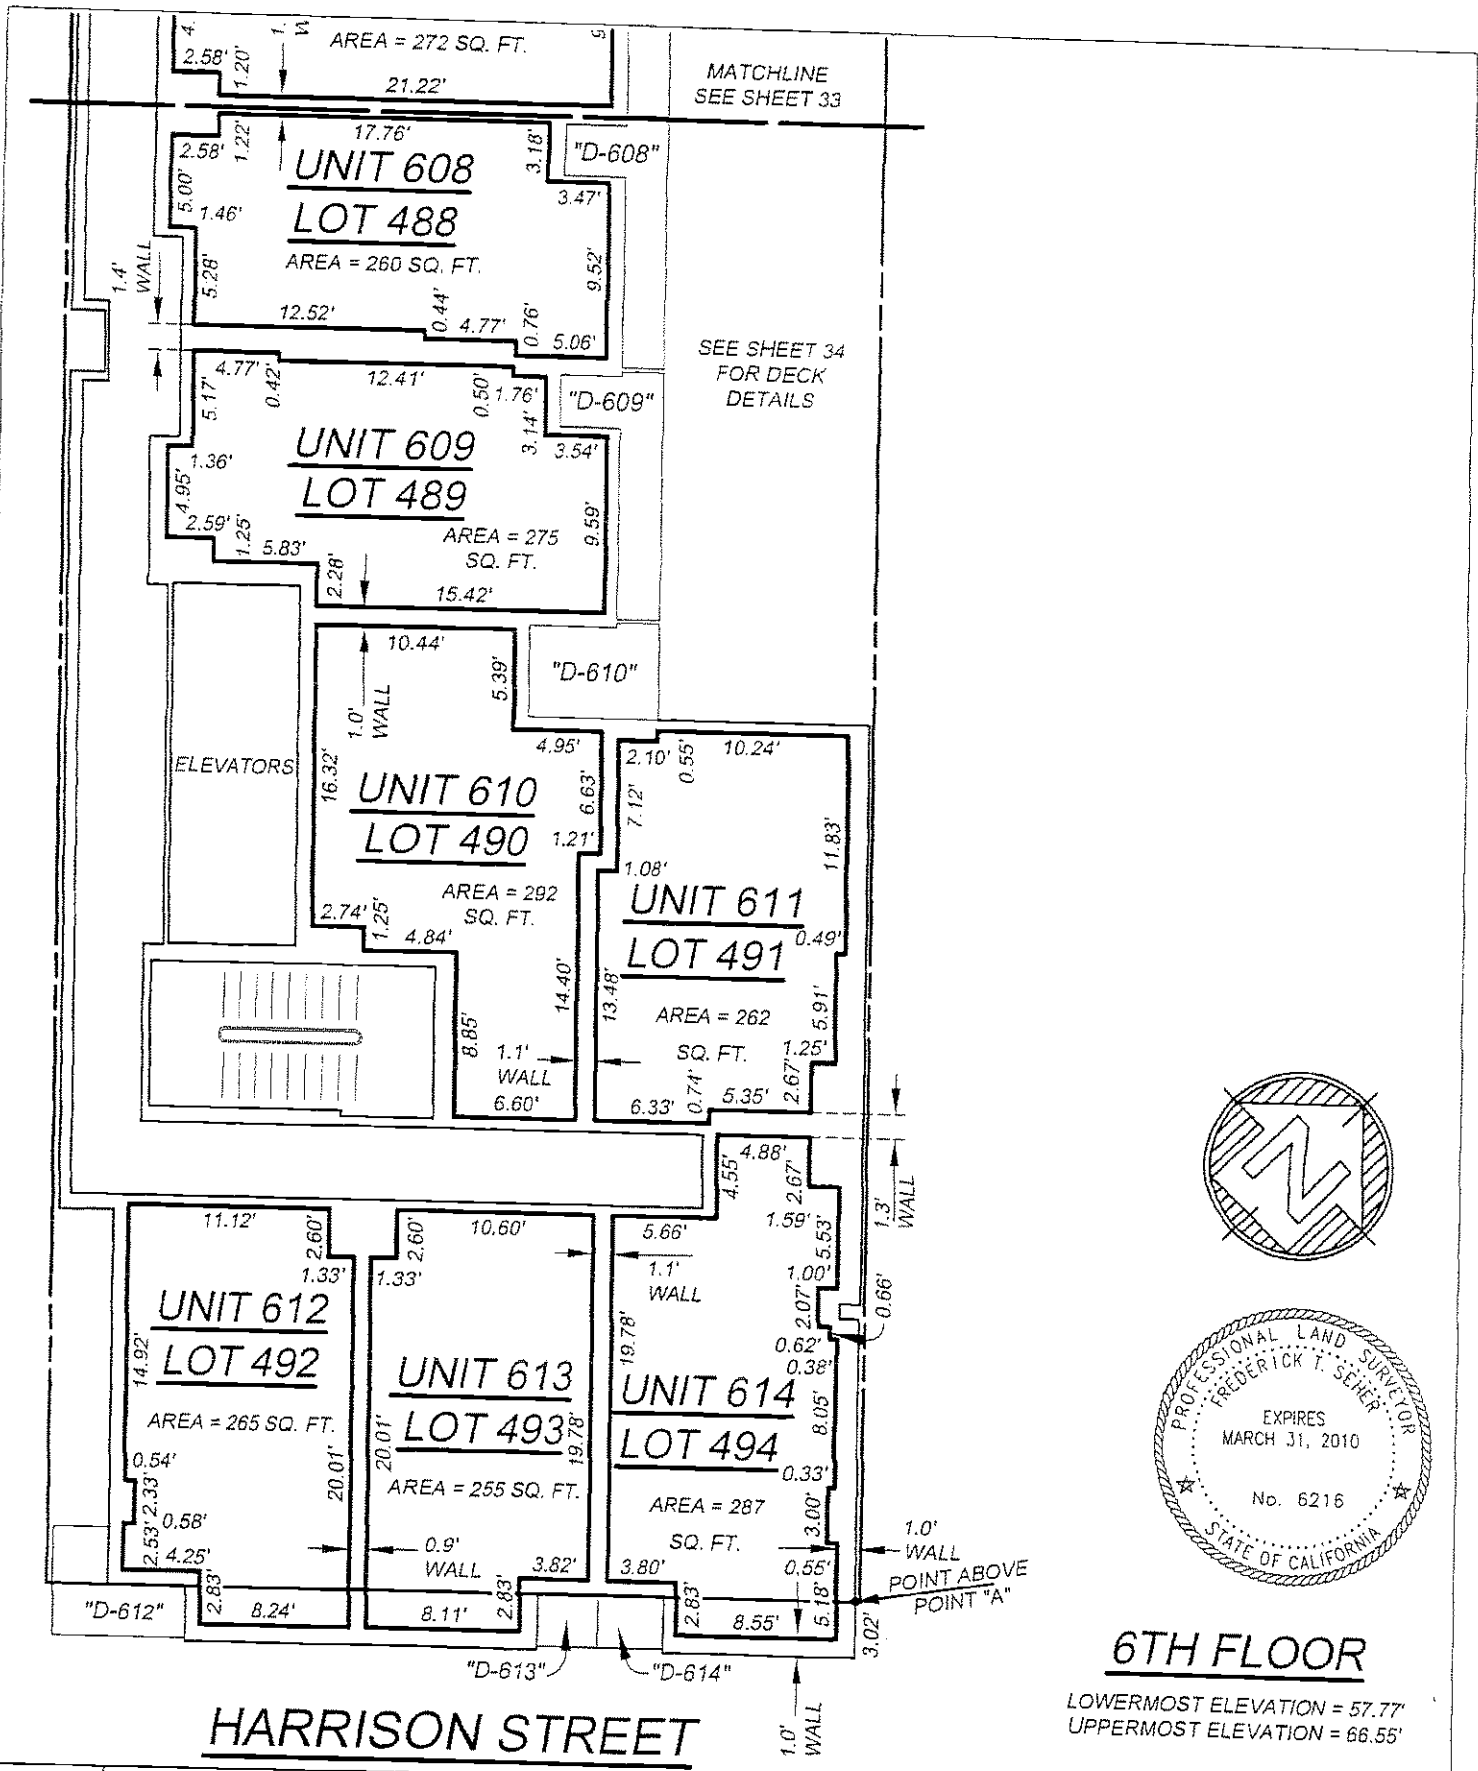 4.
2.58'
1.20'
1.
W
AREA = 272 SQ. FT.
21.22'
MATCHLINE
SEE SHEET 33
17.76'
2.58'
1.22'
UNIT 608
LOT 488
AREA = 260 SQ. FT.
3.18'
"D-608"
3.47'
5.00'
1.46'
1.4'
WALL
5.28'
9.52'
12.52'
0.44'
4.77'
0.76'
5.06'
SEE SHEET 34
FOR DECK
DETAILS
4.77'
0.42'
12.41'
0.50'
1.76'
"D-609"
5.17'
UNIT 609
LOT 489
AREA = 275
SQ. FT.
3.14'
3.54'
1.36'
4.95'
2.59'
1.25'
5.83'
9.59'
2.28'
15.42'
10.44'
5.39'
"D-610"
1.0'
WALL
ELEVATORS
16.32'
4.95'
UNIT 610
LOT 490
AREA = 292
SQ. FT.
6.63'
1.21'
2.74'
1.25'
4.84'
14.40'
8.85'
1.1'
WALL
6.60'
2.10'
0.55'
10.24'
7.12'
11.83'
1.08'
UNIT 611
LOT 491
0.49'
13.48'
AREA = 262
SQ. FT.
5.91'
1.25'
2.67'
6.33'
0.74'
5.35'
4.88'
4.55'
2.67'
1.3'
WALL
1.59'
5.53'
11.12'
2.60'
1.33'
UNIT 612
LOT 492
14.92'
AREA = 265 SQ. FT.
0.54'
2.33'
0.58'
2.53'
4.25'
20.01'
2.83'
8.24'
"D-612"
10.60'
2.60'
1.33'
UNIT 613
LOT 493
20.01'
19.78'
AREA = 255 SQ. FT.
0.9'
WALL
3.82'
2.83'
8.11'
"D-613"
5.66'
1.1'
WALL
19.78'
1.00'
2.07'
0.66'
0.62'
0.38'
UNIT 614
LOT 494
8.05'
0.33'
AREA = 287
SQ. FT.
3.00'
0.55'
3.80'
2.83'
8.55'
5.18'
1.0'
WALL
POINT ABOVE
POINT "A"
3.02'
"D-614"
1.0'
WALL
PROFESSIONAL LAND SURVEYOR
FREDERICK T. SEHER
EXPIRES
MARCH 31, 2010
No. 6216
STATE OF CALIFORNIA
6TH FLOOR
LOWERMOST ELEVATION = 57.77'
UPPERMOST ELEVATION = 66.55'
HARRISON STREET